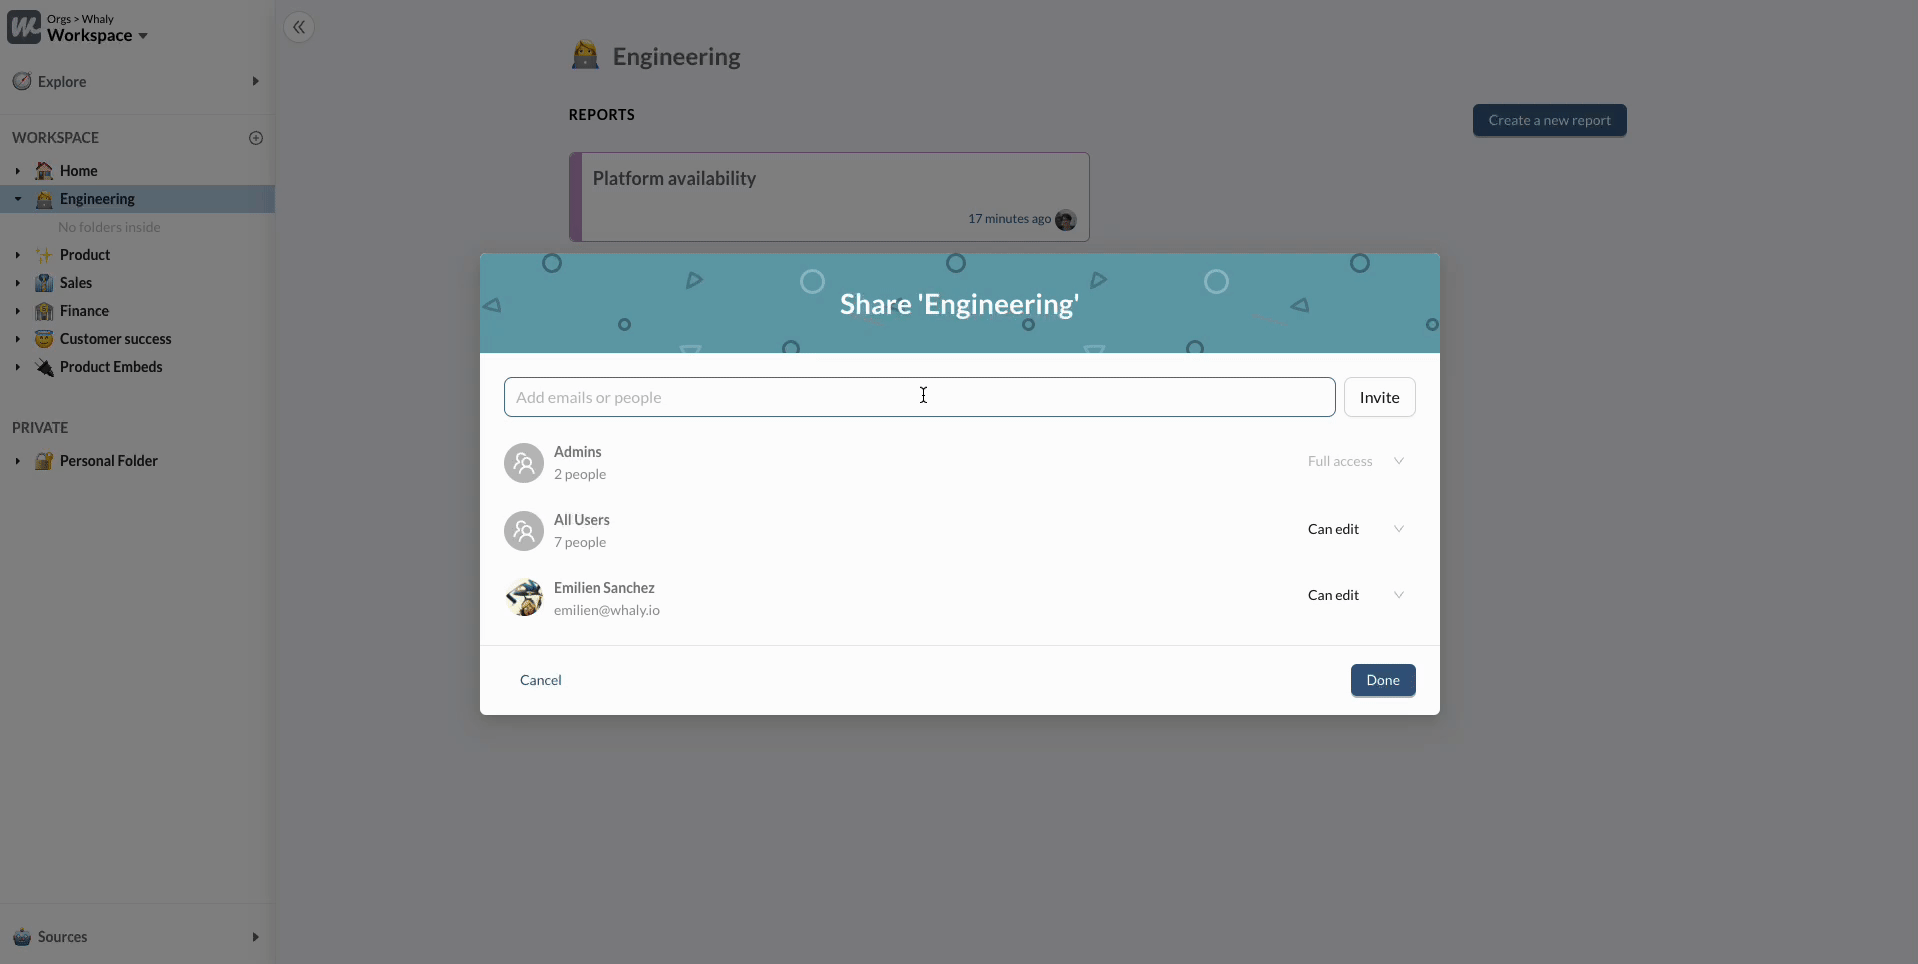 Orgs > Whaly
Workspace
Explore
WORKSPACE
Home
Engineering
No folders inside
Product
Sales
Finance
Customer success
Product Embeds
PRIVATE
Personal Folder
Sources
Engineering
REPORTS
Create a new report
Platform availability
17 minutes ago
Share 'Engineering'
Add emails or people
Invite
Admins
2 people
Full access
All Users
7 people
Can edit
Emilien Sanchez
emilien@whaly.io
Can edit
Cancel
Done